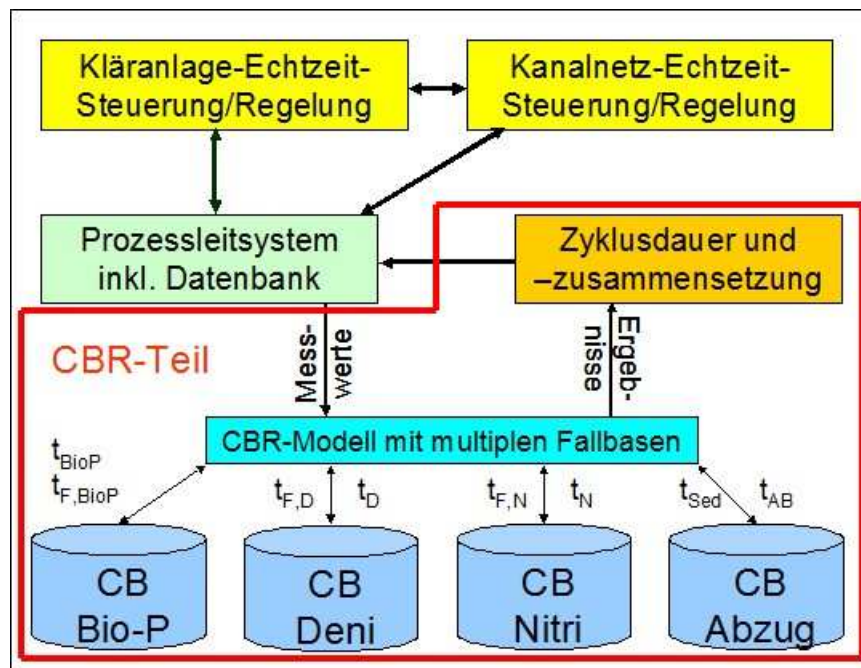 Kläranlage-Echtzeit-
Steuerung/Regelung
Kanalnetz-Echtzeit-
Steuerung/Regelung
Prozessleitsystem
inkl. Datenbank
Zyklusdauer und
–zusammensetzung
CBR-Teil
Mess-
werte
Ergeb-
nisse
CBR-Modell mit multiplen Fallbasen
tBioP
tF,BioP
tF,D tD
tF,N tN
tSed tAB
CB
Bio-P
CB
Deni
CB
Nitri
CB
Abzug